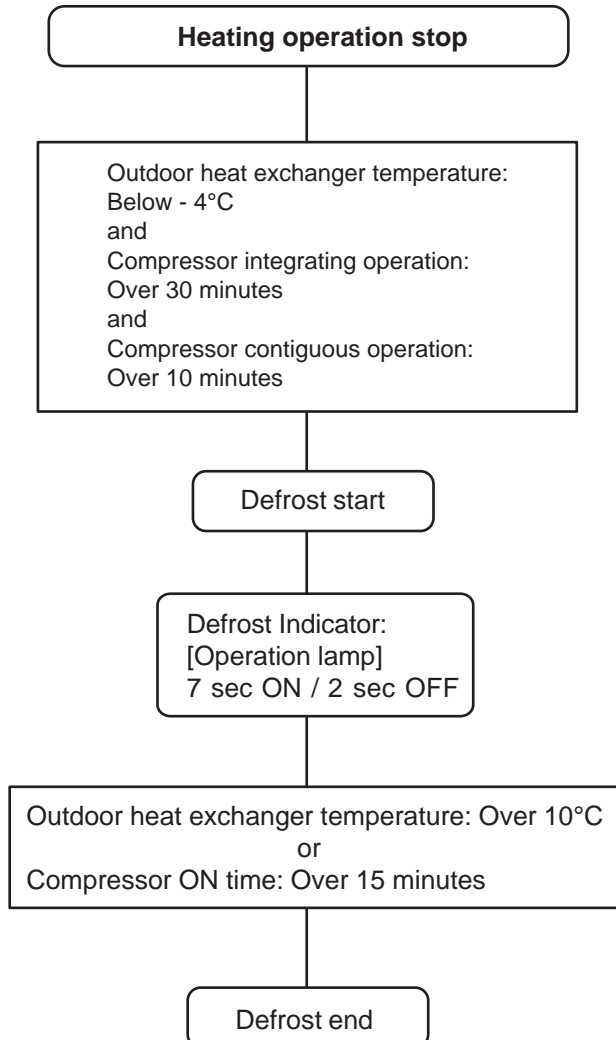 Heating operation stop
Outdoor heat exchanger temperature:
Below - 4°C
and
Compressor integrating operation:
Over 30 minutes
and
Compressor contiguous operation:
Over 10 minutes
Defrost start
Defrost Indicator:
[Operation lamp]
7 sec ON / 2 sec OFF
Outdoor heat exchanger temperature: Over 10°C
or
Compressor ON time: Over 15 minutes
Defrost end